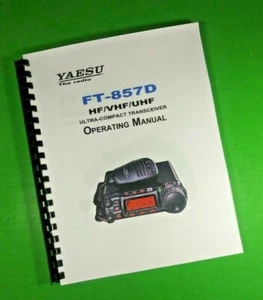 YAESU
The radio
FT-857D
HF/VHF/UHF
ULTRA-COMPACT TRANSCEIVER
OPERATING MANUAL